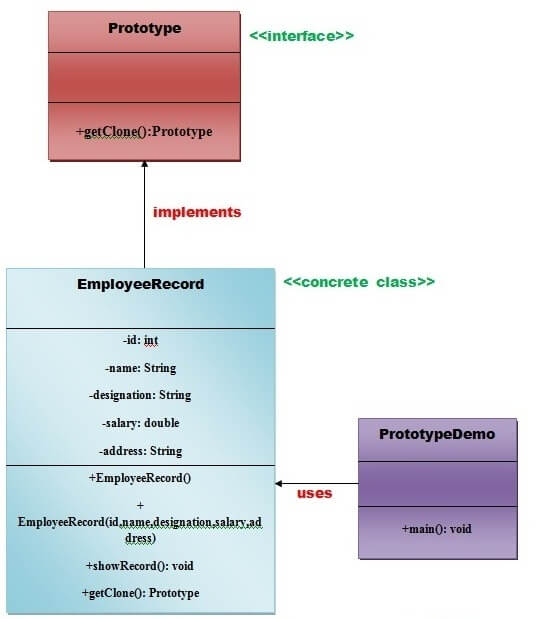 Prototype
<<interface>>
+getClone():Prototype
implements
EmployeeRecord
<<concrete class>>
-id: int
-name: String
-designation: String
-salary: double
-address: String
+EmployeeRecord()
+
EmployeeRecord(id,name,designation,salary,ad
dress)
+showRecord(): void
+getClone(): Prototype
uses
PrototypeDemo
+main(): void